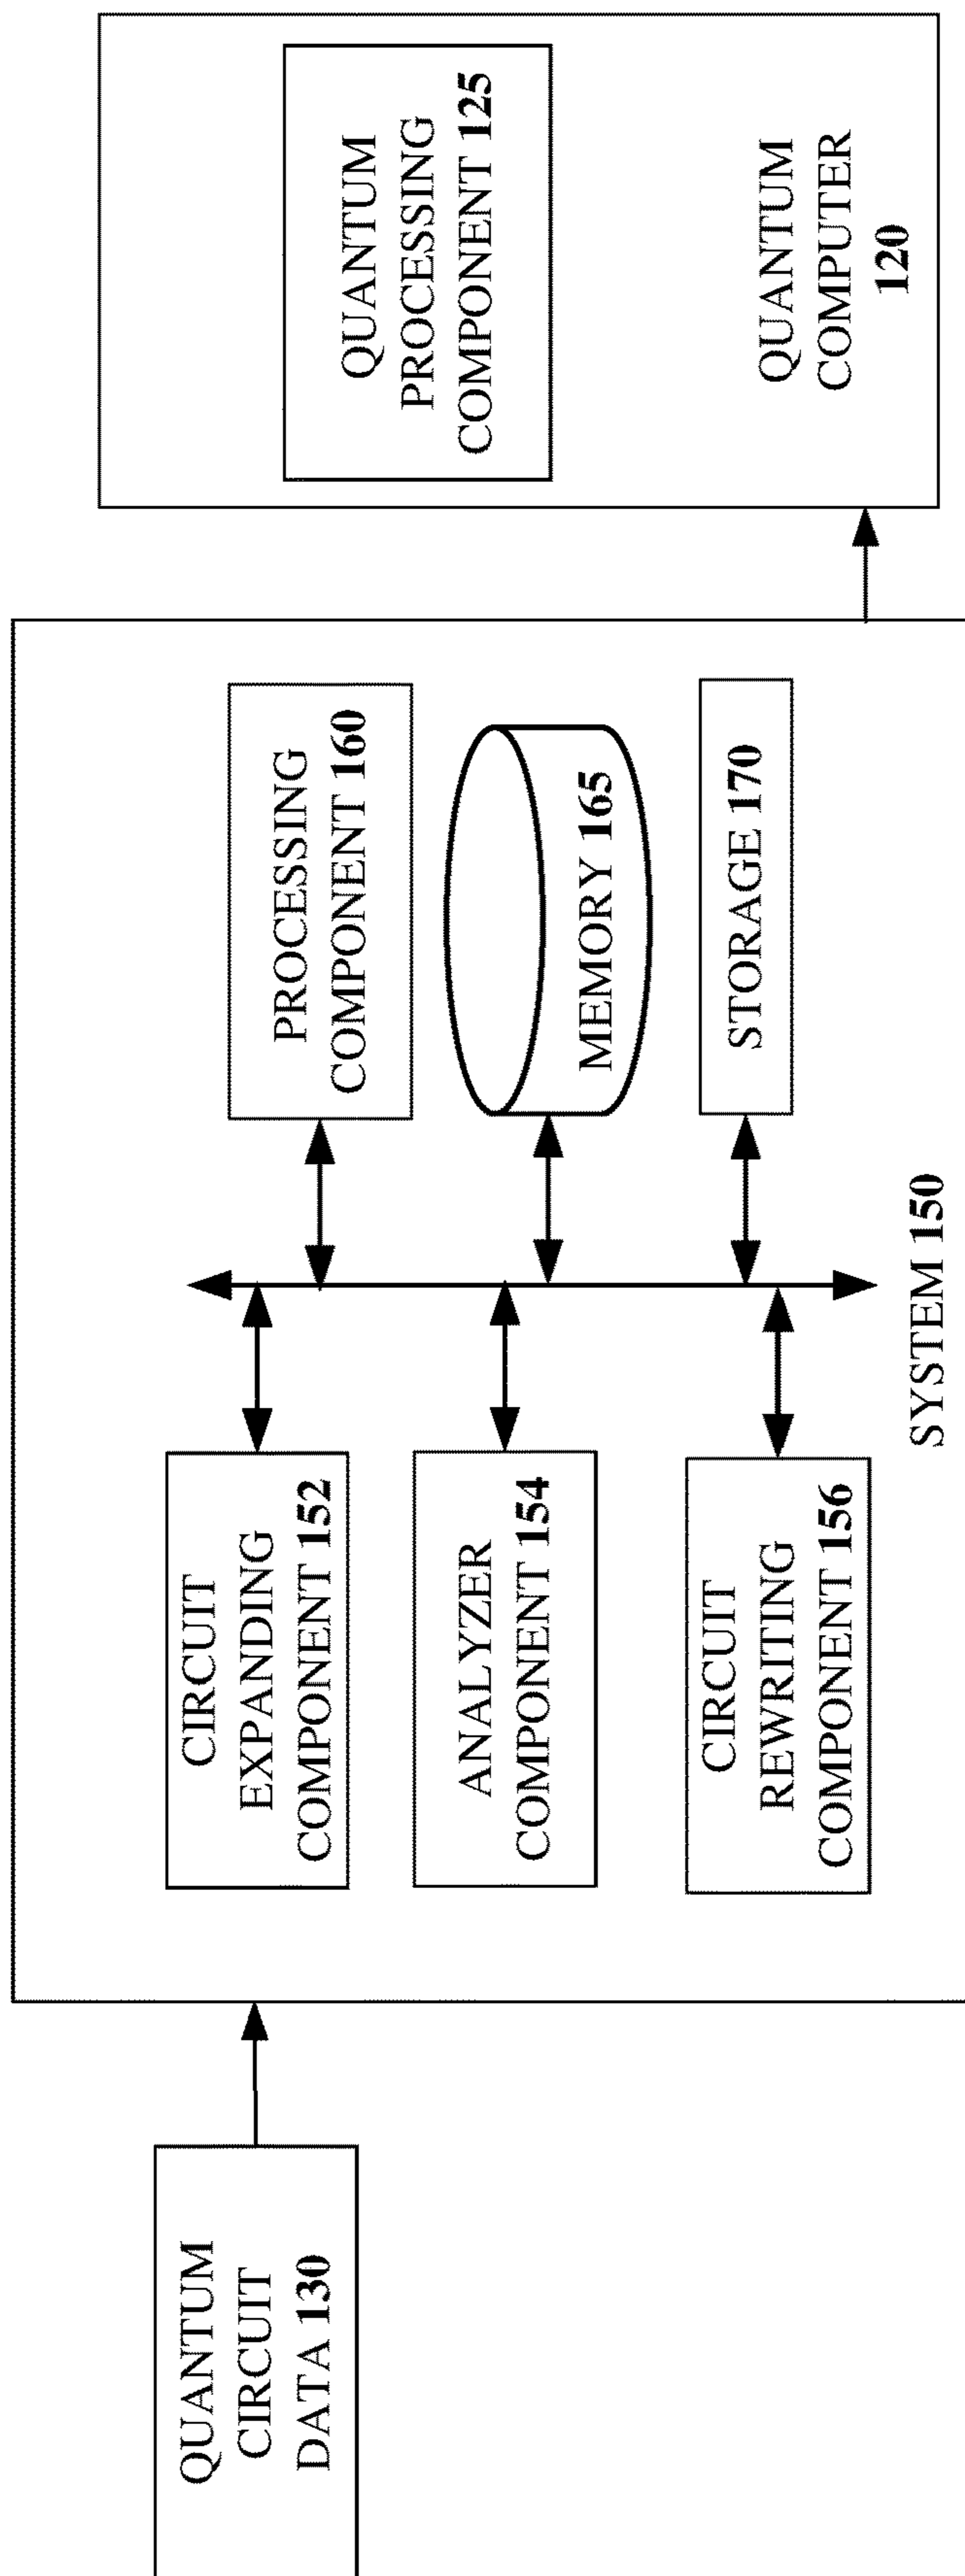 QUANTUM
CIRCUIT
DATA 130
CIRCUIT
EXPANDING
COMPONENT 152
ANALYZER
COMPONENT 154
CIRCUIT
REWRITING
COMPONENT 156
PROCESSING
COMPONENT 160
MEMORY 165
STORAGE 170
SYSTEM 150
QUANTUM
PROCESSING
COMPONENT 125
QUANTUM
COMPUTER
120